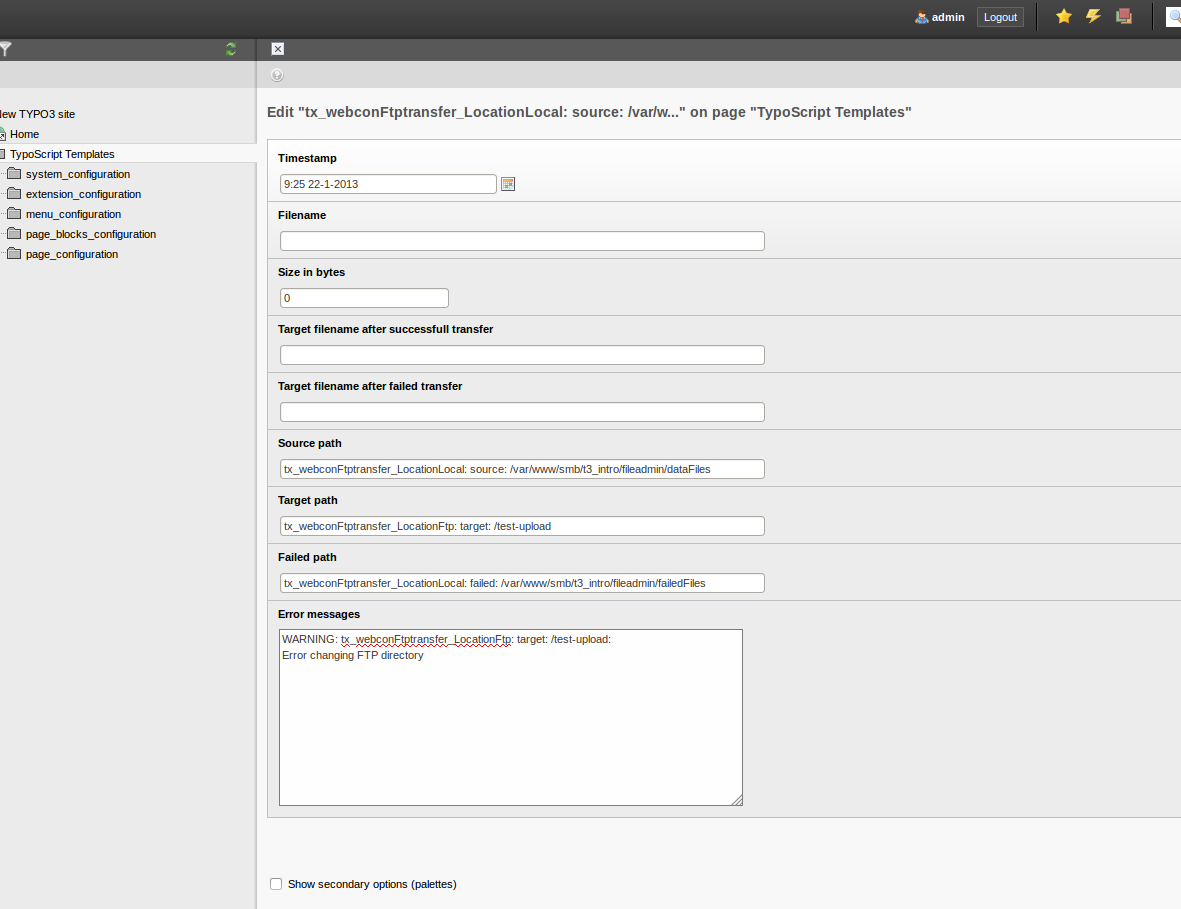 admin
Logout
New TYPO3 site
Home
TypoScript Templates
system_configuration
extension_configuration
menu_configuration
page_blocks_configuration
page_configuration
Edit "tx_webconFtptransfer_LocationLocal: source: /var/w..." on page "TypoScript Templates"
Timestamp
9:25 22-1-2013
Filename
Size in bytes
0
Target filename after successfull transfer
Target filename after failed transfer
Source path
tx_webconFtptransfer_LocationLocal: source: /var/www/smb/t3_intro/fileadmin/dataFiles
Target path
tx_webconFtptransfer_LocationFtp: target: /test-upload
Failed path
tx_webconFtptransfer_LocationLocal: failed: /var/www/smb/t3_intro/fileadmin/failedFiles
Error messages
WARNING: tx_webconFtptransfer_LocationFtp: target: /test-upload:
Error changing FTP directory
Show secondary options (palettes)